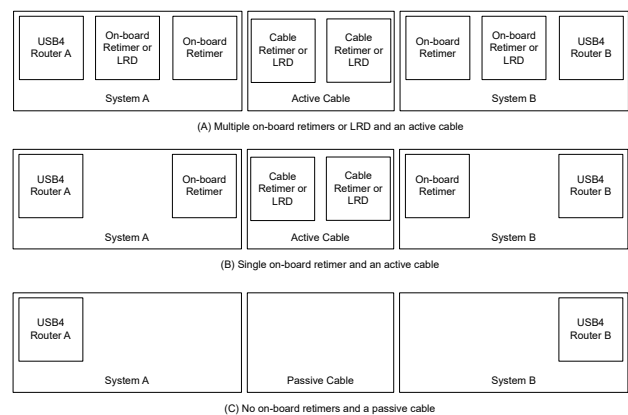 USB4
Router A
On-board
Retimer or
LRD
On-board
Retimer
Cable
Retimer or
LRD
Cable
Retimer or
LRD
On-board
Retimer
On-board
Retimer or
LRD
USB4
Router B
System A
Active Cable
System B
(A) Multiple on-board retimers or LRD and an active cable
USB4
Router A
On-board
Retimer
Cable
Retimer or
LRD
Cable
Retimer or
LRD
On-board
Retimer
USB4
Router B
System A
Active Cable
System B
(B) Single on-board retimer and an active cable
USB4
Router A
USB4
Router B
System A
Passive Cable
System B
(C) No on-board retimers and a passive cable